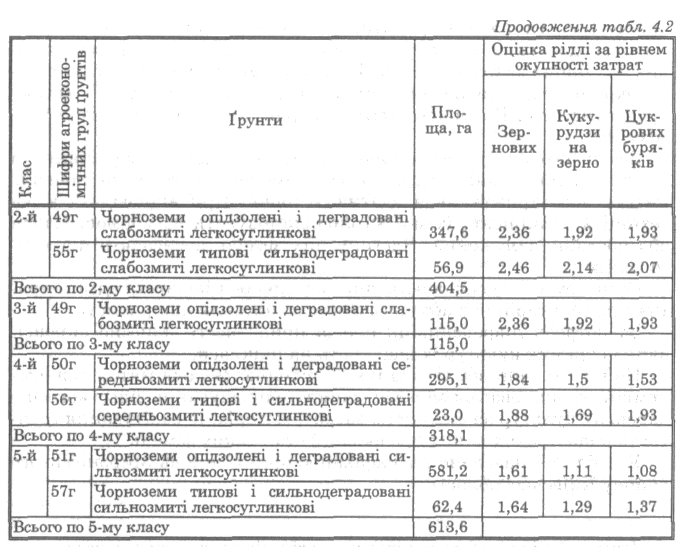 Продовження табл. 4.2
Клас
Шифри агроеконо-
мічних груп ґрунтів
Ґрунти
Пло-
ща, га
Оцінка ріллі за рівнем
окупності затрат
Зер-
нових
Куку-
рудзи
на
зерно
Цук-
рових
буря-
ків
2-й 49г Чорноземи опідзолені і деградовані
слабозмиті легкосуглинкові 347,6 2,36 1,92 1,93
55г Чорноземи типові сильнодеградовані
слабозмиті легкосуглинкові 56,9 2,46 2,14 2,07
Всього по 2-му класу 404,5
3-й 49г Чорноземи опідзолені і деградовані сла-
бозмиті легкосуглинкові 115,0 2,36 1,92 1,93
Всього по 3-му класу 115,0
4-й 50г Чорноземи опідзолені і деградовані се-
редньозмиті легкосуглинкові 295,1 1,84 1,5 1,53
56г Чорноземи типові і сильнодеградовані
середньозмиті легкосуглинкові 23,0 1,88 1,69 1,93
Всього по 4-му класу 318,1
5-й 51г Чорноземи опідзолені і деградовані си-
льнозмиті легкосуглинкові 581,2 1,61 1,11 1,08
57г Чорноземи типові і сильнодеградовані
сильнозмиті легкосуглинкові 62,4 1,64 1,29 1,37
Всього по 5-му класу 613,6